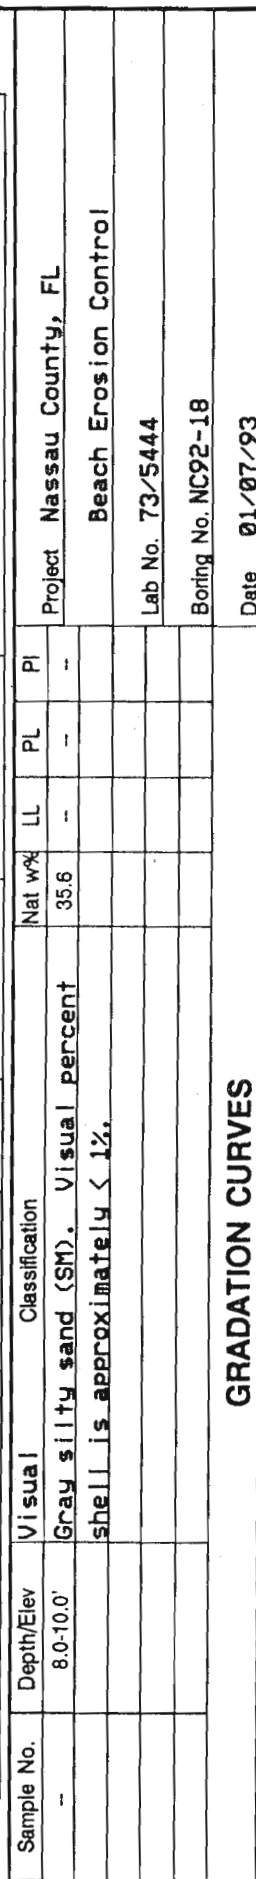 Sample No. Depth/Elev Visual Classification Nat w% LL PL PI
-- 8.0-10.0' Gray silty sand (SM). Visual percent 35.6 -- -- --
shell is approximately < 1%.
Project Nassau County, FL
Beach Erosion Control
Lab No. 73/5444
Boring No. NC92-18
GRADATION CURVES
Date 01/07/93